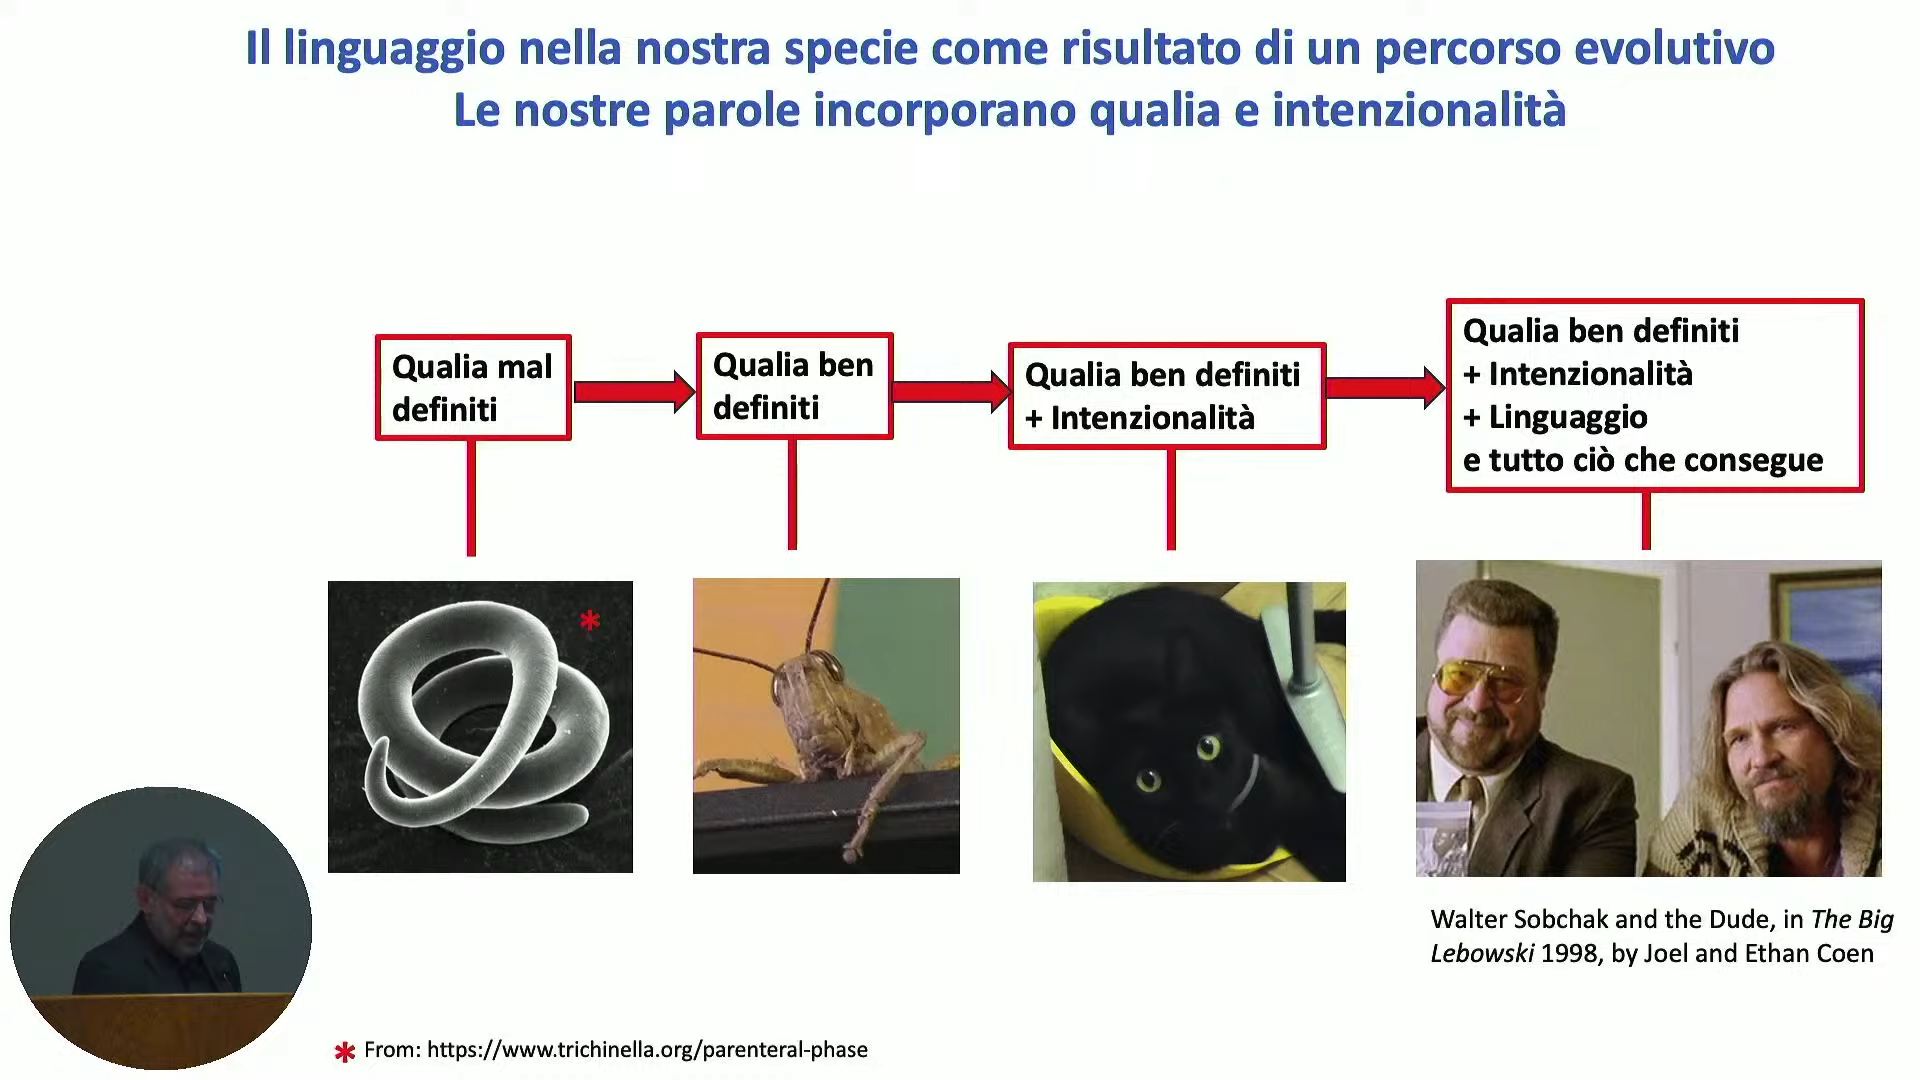 Il linguaggio nella nostra specie come risultato di un percorso evolutivo
Le nostre parole incorporano qualia e intenzionalità
Qualia mal
definiti
Qualia ben
definiti
Qualia ben definiti
+ Intenzionalità
Qualia ben definiti
+ Intenzionalità
+ Linguaggio
e tutto ciò che consegue
*
Walter Sobchak and the Dude, in The Big
Lebowski 1998, by Joel and Ethan Coen
* From: https://www.trichinella.org/parenteral-phase